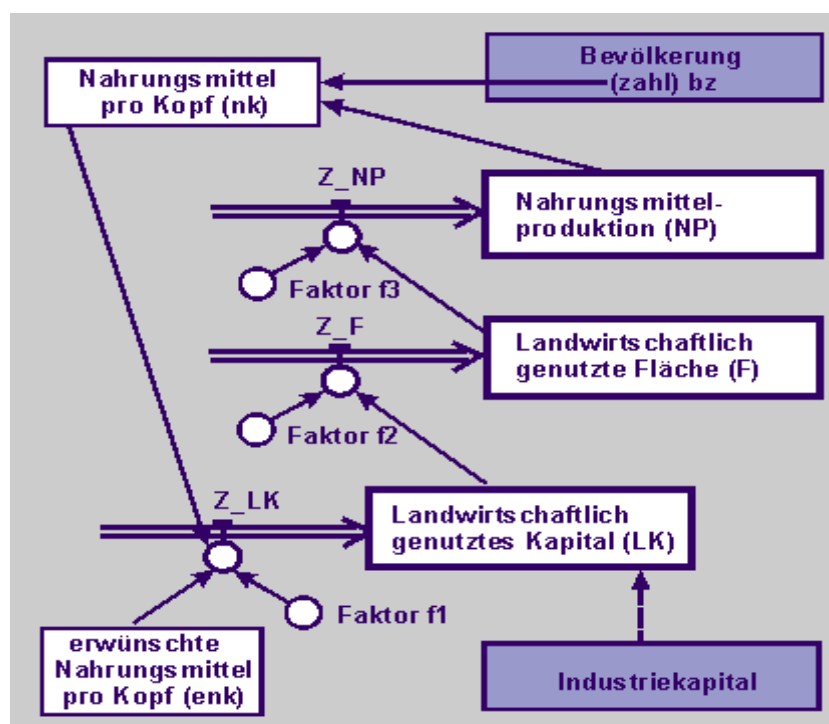 Nahrungsmittel
pro Kopf (nk)
Bevölkerung
(zahl) bz
Z_NP
Nahrungsmittel-
produktion (NP)
Faktor f3
Z_F
Landwirtschaftlich
genutzte Fläche (F)
Faktor f2
Z_LK
Landwirtschaftlich
genutztes Kapital (LK)
Faktor f1
erwünschte
Nahrungsmittel
pro Kopf (enk)
Industriekapital